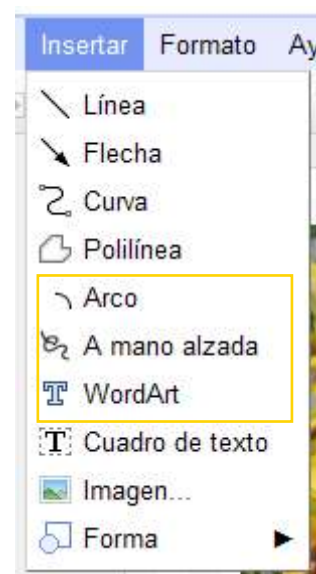 Insertar Formato Ay
Línea
Flecha
Curva
Polilínea
Arco
A mano alzada
WordArt
Cuadro de texto
Imagen...
Forma